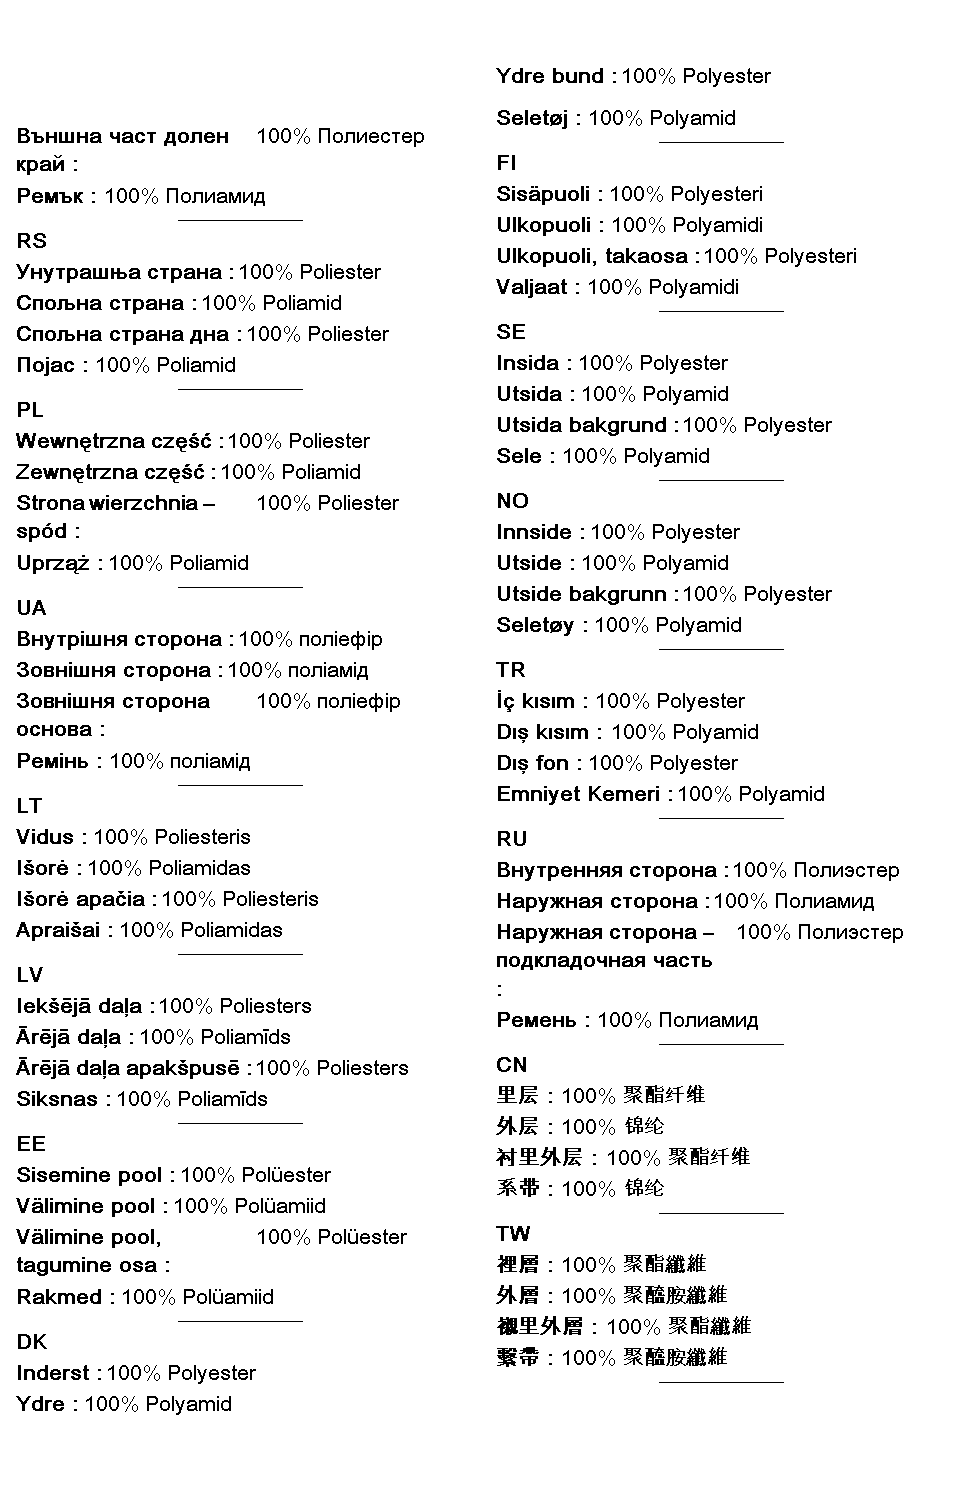 Външна част долен 100% Полиестер
край :
Ремък : 100% Полиамид
RS
Унутрашња страна : 100% Poliester
Спољна страна : 100% Poliamid
Спољна страна дна : 100% Poliester
Појас : 100% Poliamid
PL
Wewnętrzna część : 100% Poliester
Zewnętrzna część : 100% Poliamid
Strona wierzchnia – 100% Poliester
spód :
Uprząż : 100% Poliamid
UA
Внутрішня сторона : 100% поліефір
Зовнішня сторона : 100% поліамід
Зовнішня сторона 100% поліефір
основа :
Ремінь : 100% поліамід
LT
Vidus : 100% Poliesteris
Išorė : 100% Poliamidas
Išorė apačia : 100% Poliesteris
Apraišai : 100% Poliamidas
LV
Iekšējā daļa : 100% Poliesters
Ārējā daļa : 100% Poliamīds
Ārējā daļa apakšpusē : 100% Poliesters
Siksnas : 100% Poliamīds
EE
Sisemine pool : 100% Polüester
Välimine pool : 100% Polüamiid
Välimine pool, 100% Polüester
tagumine osa :
Rakmed : 100% Polüamiid
DK
Inderst : 100% Polyester
Ydre : 100% Polyamid
Ydre bund : 100% Polyester
Seletøj : 100% Polyamid
FI
Sisäpuoli : 100% Polyesteri
Ulkopuoli : 100% Polyamidi
Ulkopuoli, takaosa : 100% Polyesteri
Valjaat : 100% Polyamidi
SE
Insida : 100% Polyester
Utsida : 100% Polyamid
Utsida bakgrund : 100% Polyester
Sele : 100% Polyamid
NO
Innside : 100% Polyester
Utside : 100% Polyamid
Utside bakgrunn : 100% Polyester
Seletøy : 100% Polyamid
TR
İç kısım : 100% Polyester
Dış kısım : 100% Polyamid
Dış fon : 100% Polyester
Emniyet Kemeri : 100% Polyamid
RU
Внутренняя сторона : 100% Полиэстер
Наружная сторона : 100% Полиамид
Наружная сторона – 100% Полиэстер
подкладочная часть
:
Ремень : 100% Полиамид
CN
里层 : 100% 聚酯纤维
外层 : 100% 锦纶
衬里外层 : 100% 聚酯纤维
系带 : 100% 锦纶
TW
裡層 : 100% 聚酯纖維
外層 : 100% 聚醯胺纖維
襯里外層 : 100% 聚酯纖維
繫帶 : 100% 聚醯胺纖維